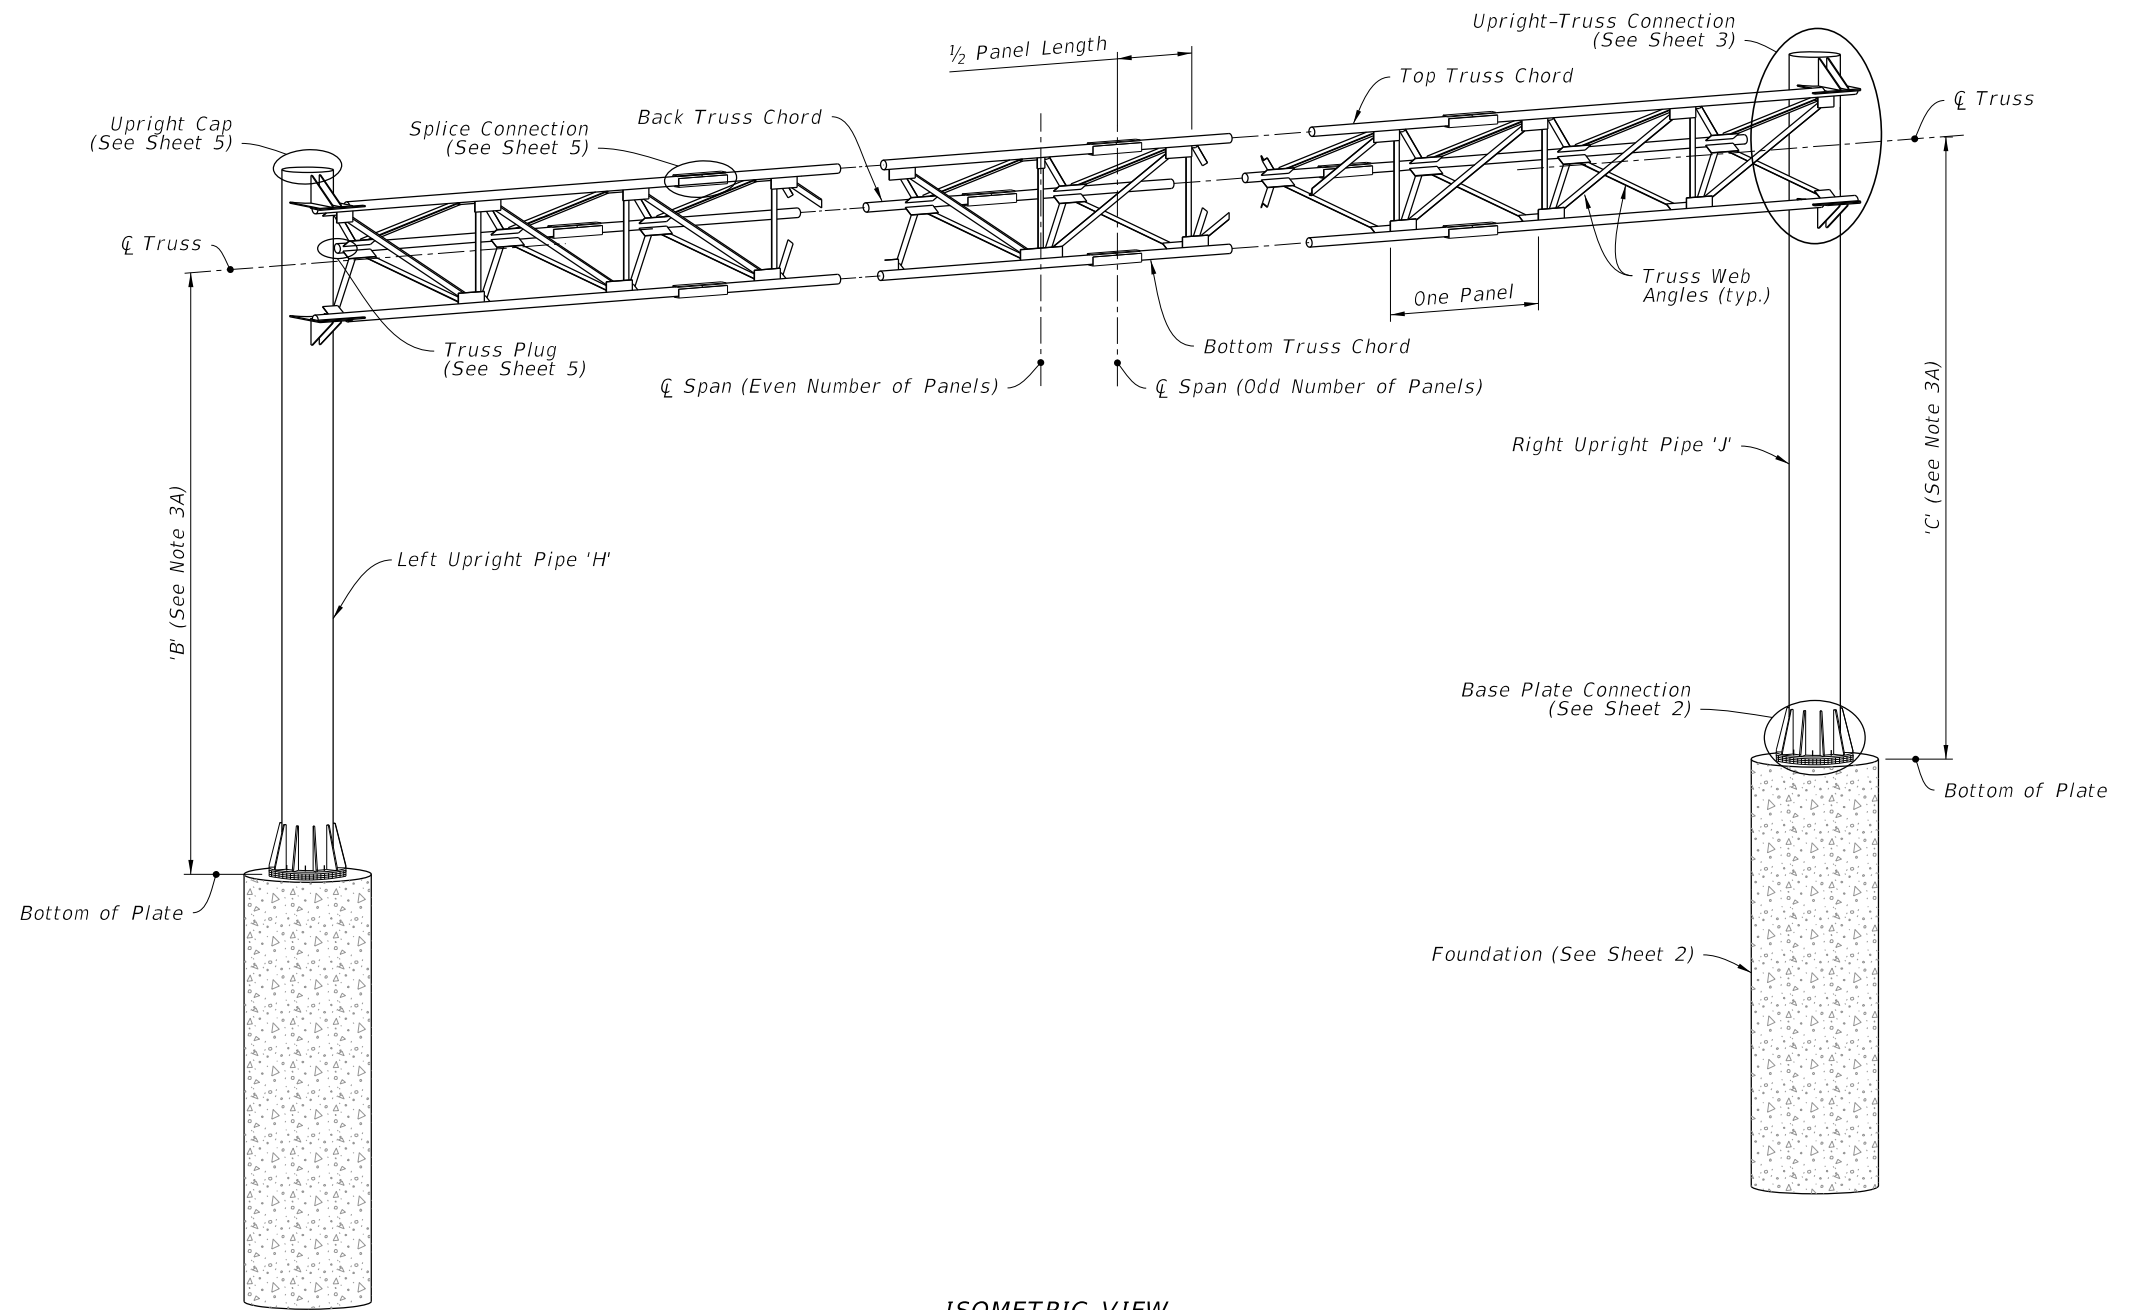 Upright-Truss Connection
(See Sheet 3)
½ Panel Length
Top Truss Chord
℄ Truss
Back Truss Chord
Upright Cap
(See Sheet 5)
Splice Connection
(See Sheet 5)
℄ Truss
Truss Web
Angles (typ.)
One Panel
Truss Plug
(See Sheet 5)
Bottom Truss Chord
℄ Span (Even Number of Panels)
℄ Span (Odd Number of Panels)
'B' (See Note 3A)
'C' (See Note 3A)
Right Upright Pipe 'J'
Left Upright Pipe 'H'
Base Plate Connection
(See Sheet 2)
Bottom of Plate
Bottom of Plate
Foundation (See Sheet 2)
ISOMETRIC VIEW